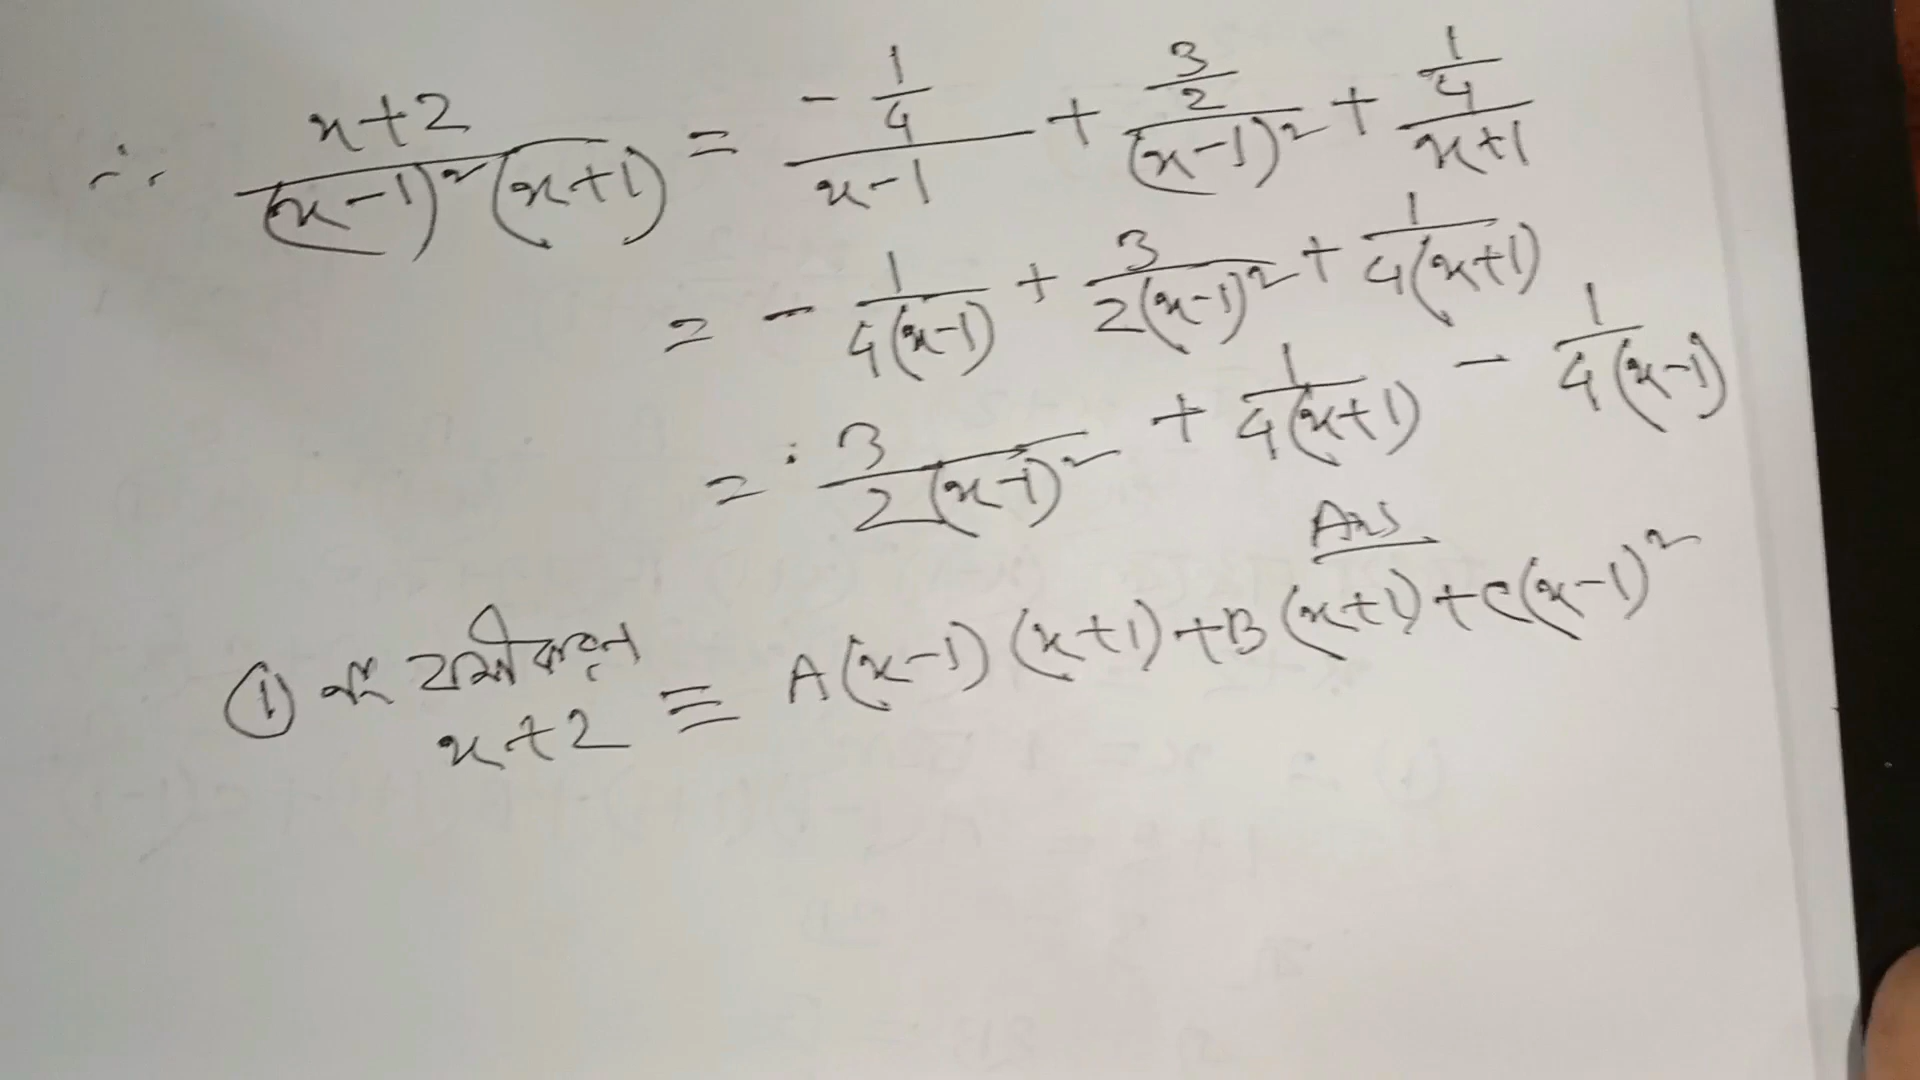 ∴ (x+2)/((x-1)²(x+1)) = (-1/4)/(x-1) + (3/2)/((x-1)²) + (1/4)/(x+1)
= - 1/(4(x-1)) + 3/(2(x-1)²) + 1/(4(x+1))
= 3/(2(x-1)²) + 1/(4(x+1)) - 1/(4(x-1))
Ans
① নং সমীকরণ
x+2 ≡ A(x-1)(x+1)+B(x+1)+C(x-1)²